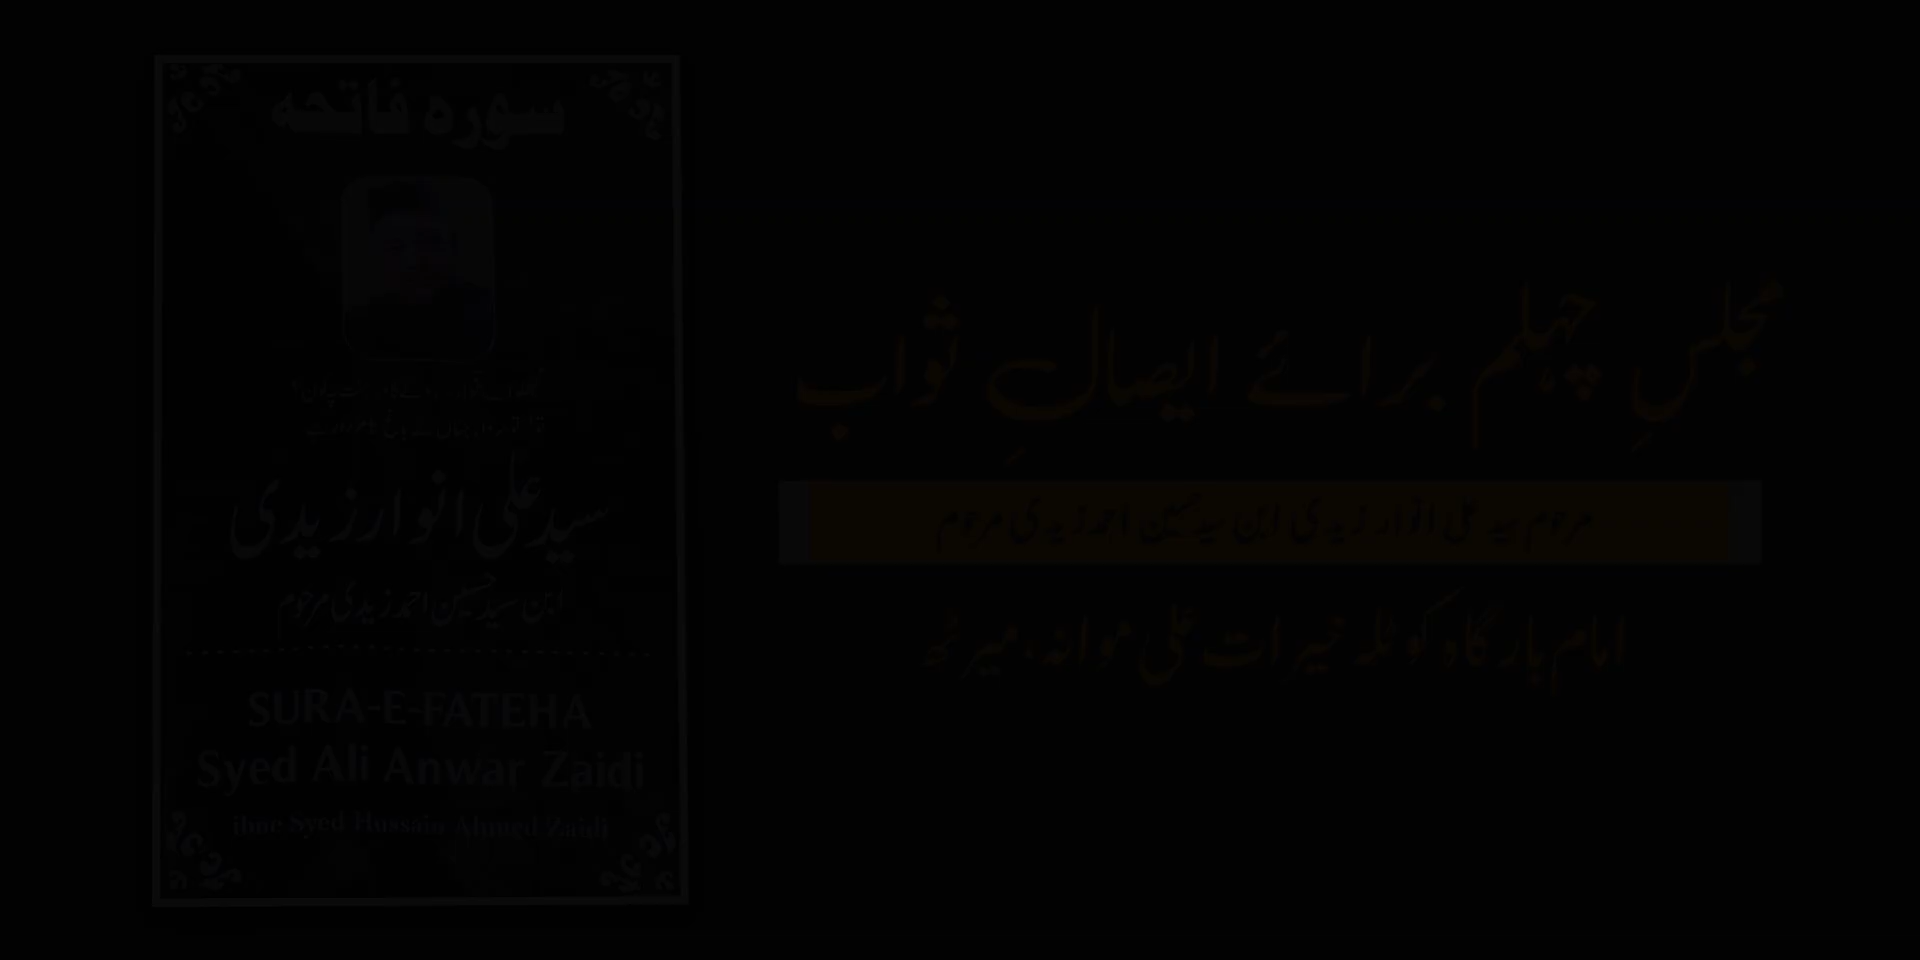 سورہ فاتحہ
سید علی انوار زیدی
ابن سید حسین احمد زیدی مرحوم
SURA-E-FATEHA
Syed Ali Anwar Zaidi
ibne Syed Hussain Ahmed Zaidi
مجلسِ چہلم برائے ایصالِ ثواب
مرحوم سید علی انوار زیدی ابن سید حسین احمد زیدی مرحوم
امام بارگاہ کوٹلہ خیرات علی موانہ، میرٹھ